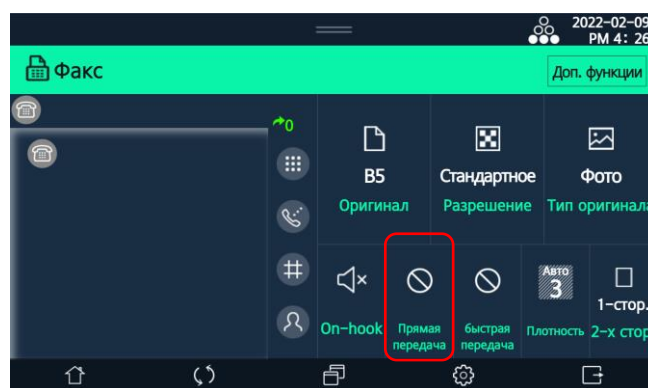 2022-02-09
PM 4: 26
Факс
Доп. функции
0
B5
Стандартное
Фото
Оригинал
Разрешение
Тип оригинала
Авто
3
1-стор.
On-hook
Прямая
передача
быстрая
передача
Плотность
2-х стор